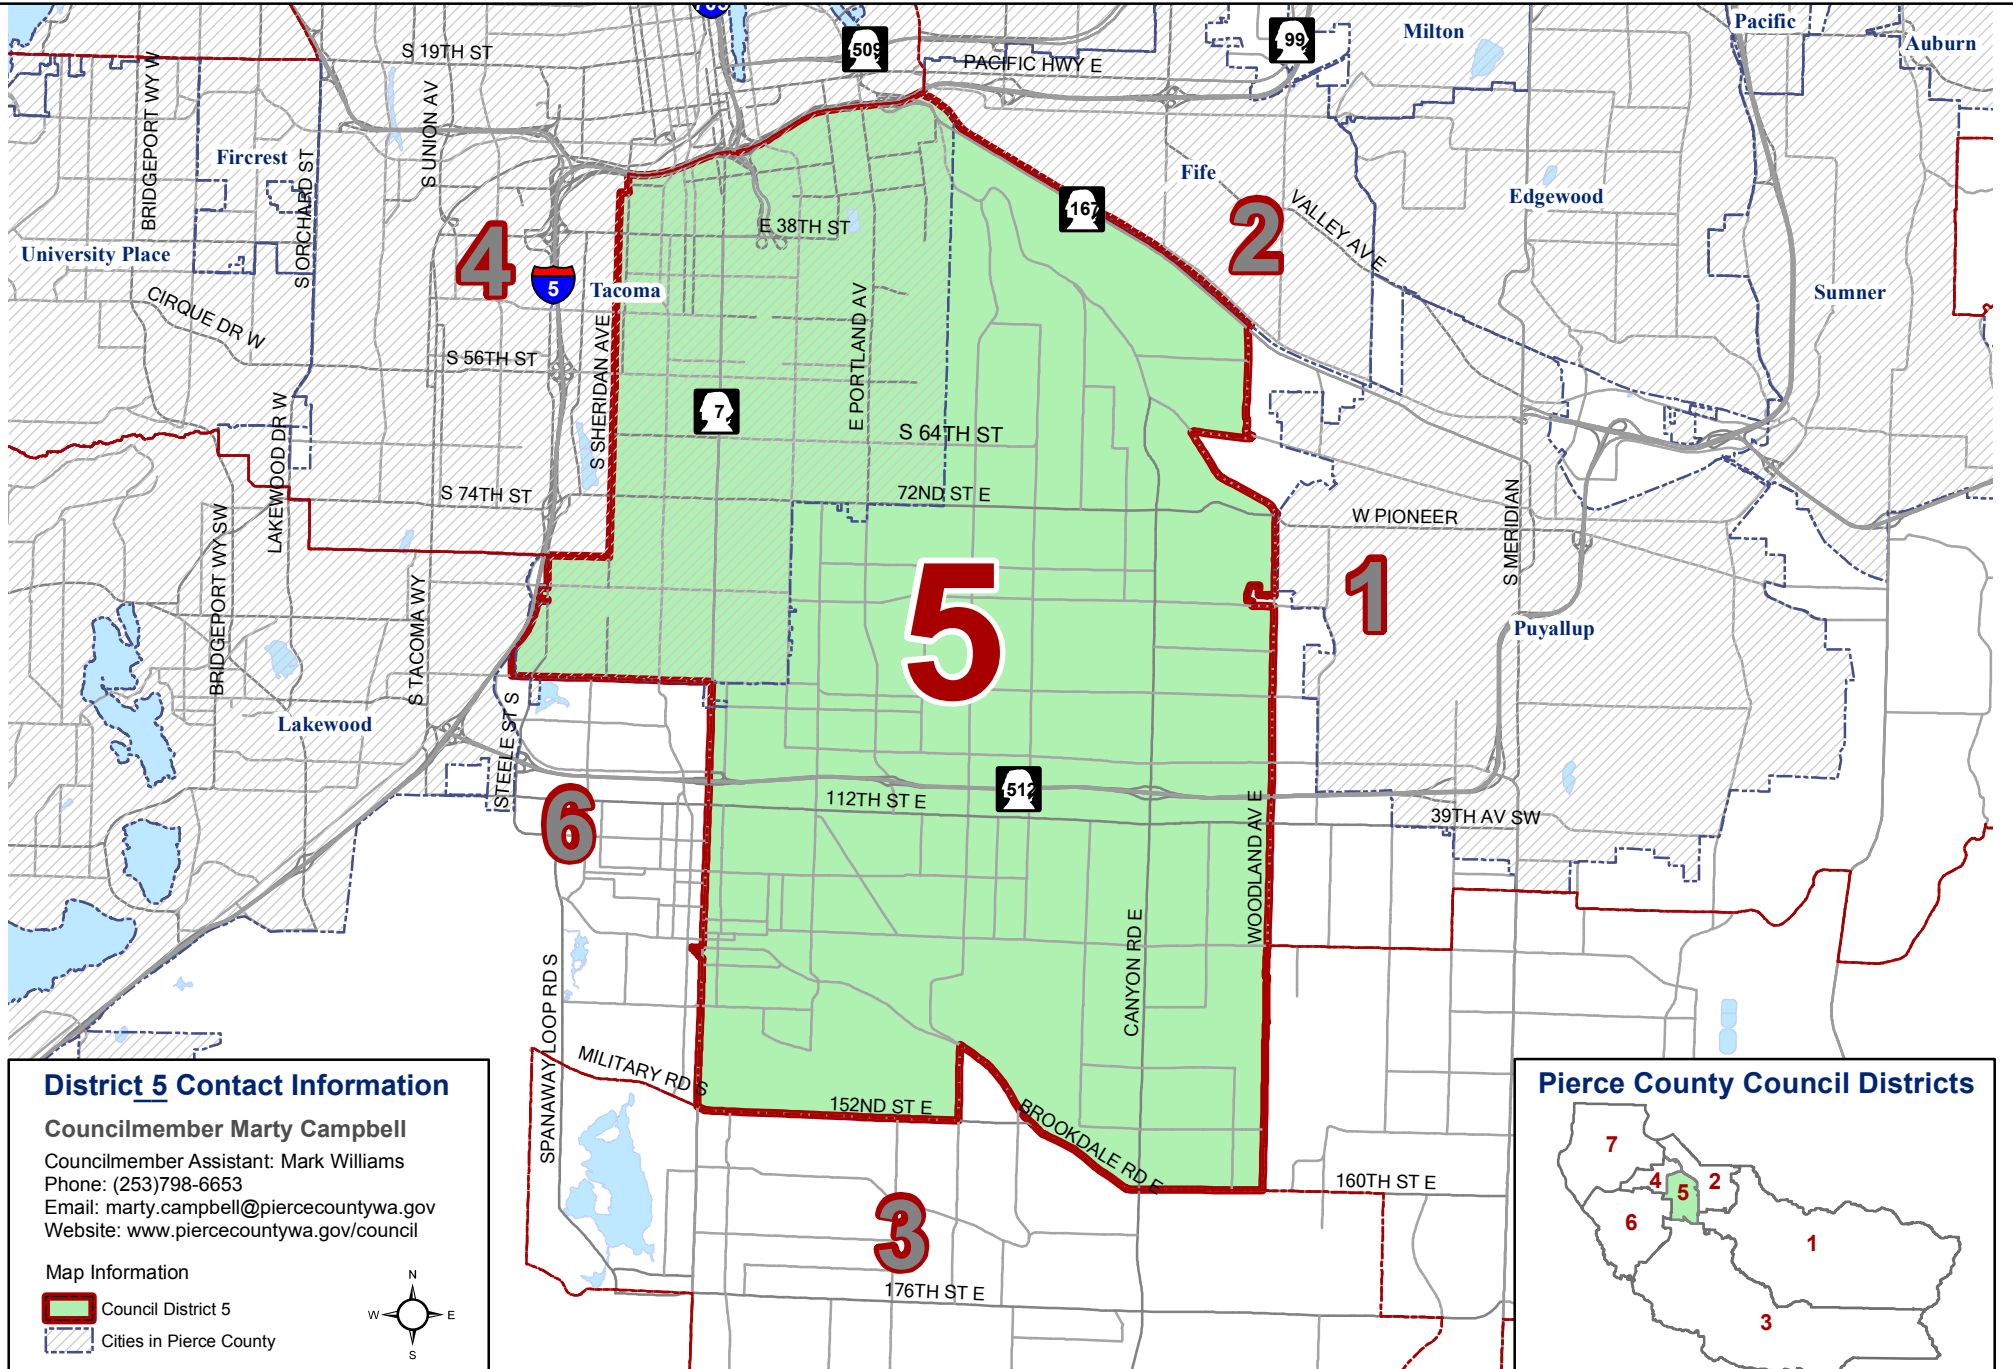 509
99
Milton
Pacific
Auburn
S 19TH ST
PACIFIC HWY E
BRIDGEPORT WY W
S UNION AV
Fircrest
S ORCHARD ST
Fife
167
Edgewood
E 38TH ST
2
VALLEY AV E
University Place
4
5
Tacoma
Sumner
CIRQUE DR W
S 56TH ST
S SHERIDAN AVE
E PORTLAND AV
7
LAKEWOOD DR W
S 64TH ST
S 74TH ST
72ND ST E
S MERIDIAN
W PIONEER
BRIDGEPORT WY SW
S TACOMA WY
5
1
Puyallup
Lakewood
STEELE ST S
512
6
112TH ST E
WOODLAND AV E
39TH AV SW
CANYON RD E
SPANAWAY LOOP RD S
MILITARY RD S
152ND ST E
BROOKDALE RD E
160TH ST E
3
176TH ST E
District 5 Contact Information
Councilmember Marty Campbell
Councilmember Assistant: Mark Williams
Phone: (253)798-6653
Email: marty.campbell@piercecountywa.gov
Website: www.piercecountywa.gov/council
Map Information
Council District 5
Cities in Pierce County
N
W
E
S
Pierce County Council Districts
7
4
5
2
6
1
3